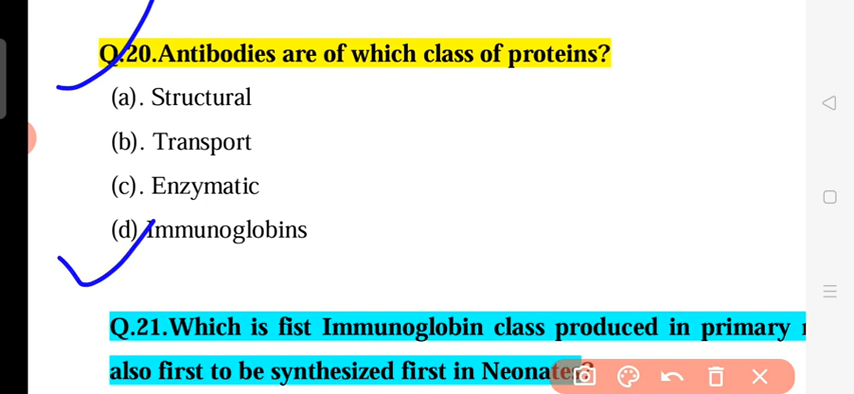 Q.20.Antibodies are of which class of proteins?
(a). Structural
(b). Transport
(c). Enzymatic
(d). Immunoglobins
Q.21.Which is fist Immunoglobin class produced in primary
also first to be synthesized first in Neonates?